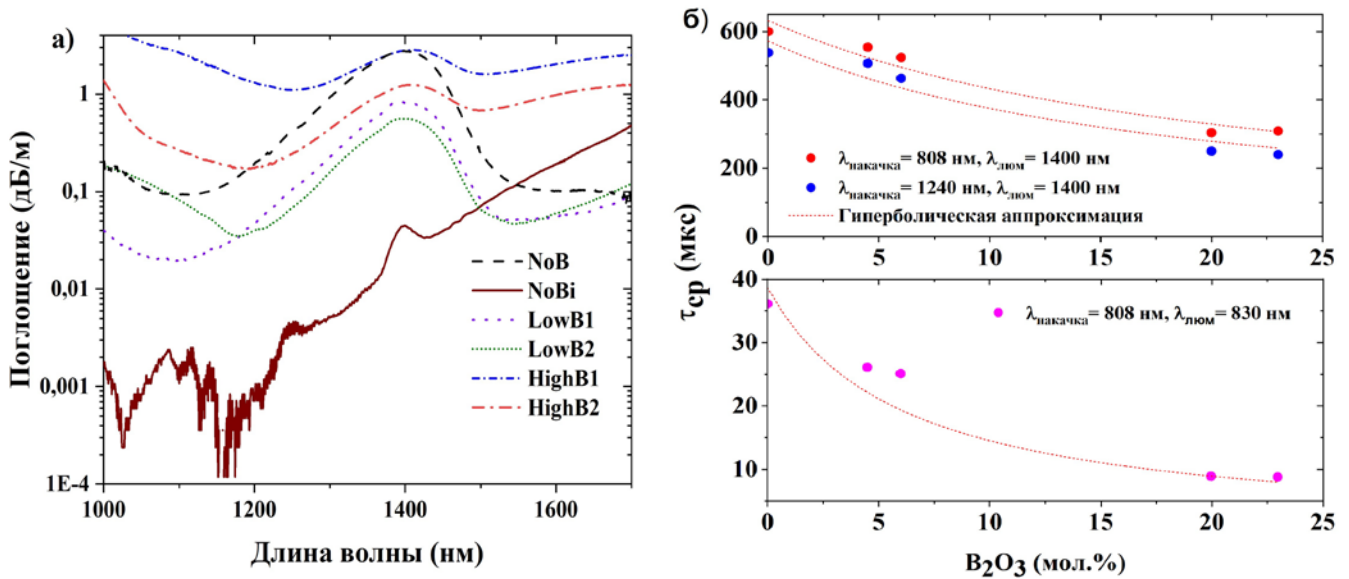 а)
Поглощение (дБ/м)
1
0,1
0,01
0,001
1E-4
NoB
NoBi
LowB1
LowB2
HighB1
HighB2
1000
1200
1400
1600
Длина волны (нм)
б)
600
400
200
0
λнакачка= 808 нм, λлюм= 1400 нм
λнакачка= 1240 нм, λлюм= 1400 нм
Гиперболическая аппроксимация
0
5
10
15
20
25
τср (мкс)
40
30
20
10
λнакачка= 808 нм, λлюм= 830 нм
0
5
10
15
20
25
B2O3 (мол.%)